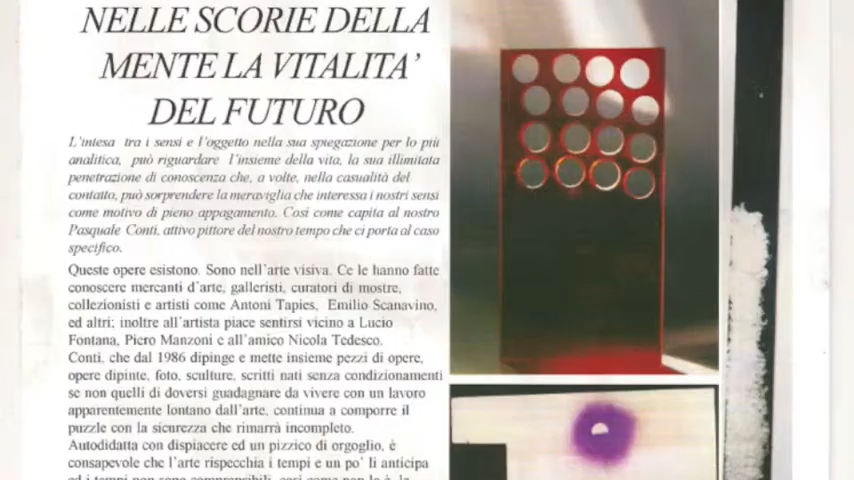 NELLE SCORIE DELLA
MENTE LA VITALITA'
DEL FUTURO
L'intesa tra i sensi e l'oggetto nella sua spiegazione per lo più
analitica, può riguardare l'insieme della vita, la sua illimitata
penetrazione di conoscenza che, a volte, nella casualità del
contatto, può sorprendere la meraviglia che interessa i nostri sensi
come motivo di pieno appagamento. Così come capita al nostro
Pasquale Conti, attivo pittore del nostro tempo che ci porta al caso
specifico.
Queste opere esistono. Sono nell'arte visiva. Ce le hanno fatte
conoscere mercanti d'arte, galleristi, curatori di mostre,
collezionisti e artisti come Antoni Tapies, Emilio Scanavino,
ed altri; inoltre all'artista piace sentirsi vicino a Lucio
Fontana, Piero Manzoni e all'amico Nicola Tedesco.
Conti, che dal 1986 dipinge e mette insieme pezzi di opere,
opere dipinte, foto, sculture, scritti nati senza condizionamenti
se non quelli di doversi guadagnare da vivere con un lavoro
apparentemente lontano dall'arte, continua a comporre il
puzzle con la sicurezza che rimarrà incompleto.
Autodidatta con dispiacere ed un pizzico di orgoglio, è
consapevole che l'arte rispecchia i tempi e un po' li anticipa